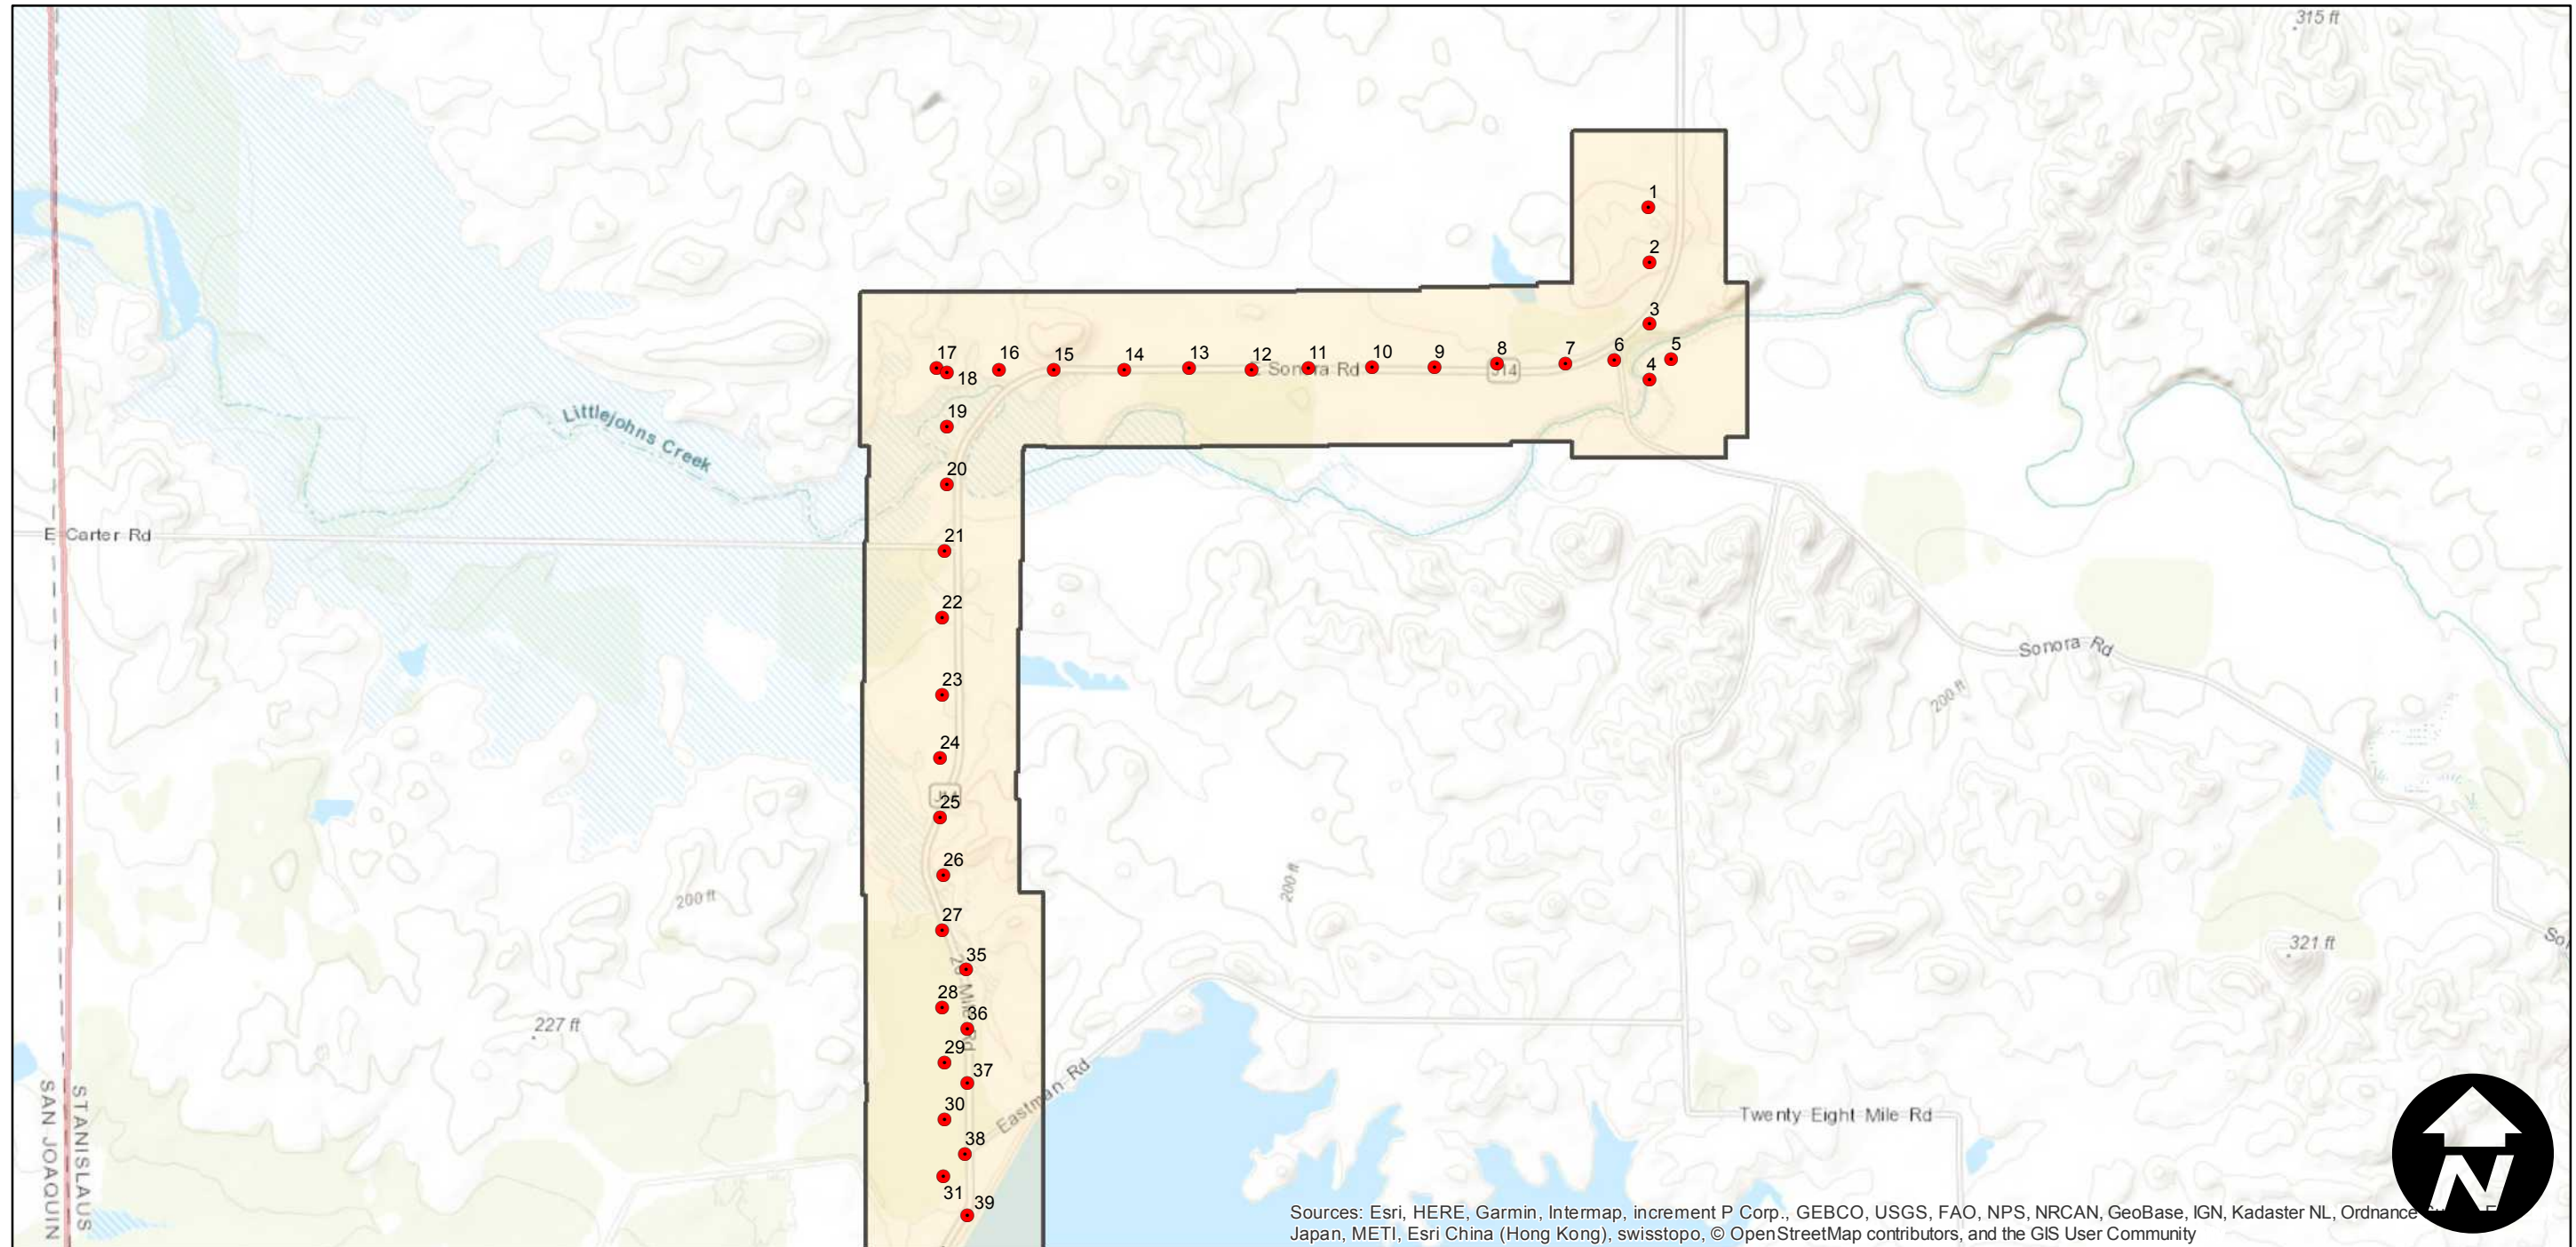 315 ft
1
2
3
17
16
15
14
13
12
11
10
9
8
7
6
5
4
18
Sonora Rd
J14
19
Littlejohns Creek
20
E Carter Rd
21
22
Sonora Rd
23
200 ft
24
25
26
200 ft
200 ft
27
35
321 ft
28
Mile Rd
36
227 ft
29
37
Eastman Rd
30
Twenty Eight Mile Rd
38
31
39
SAN JOAQUIN
STANISLAUS
N
Sources: Esri, HERE, Garmin, Intermap, increment P Corp., GEBCO, USGS, FAO, NPS, NRCAN, GeoBase, IGN, Kadaster NL, Ordnance
Japan, METI, Esri China (Hong Kong), swisstopo, © OpenStreetMap contributors, and the GIS User Community